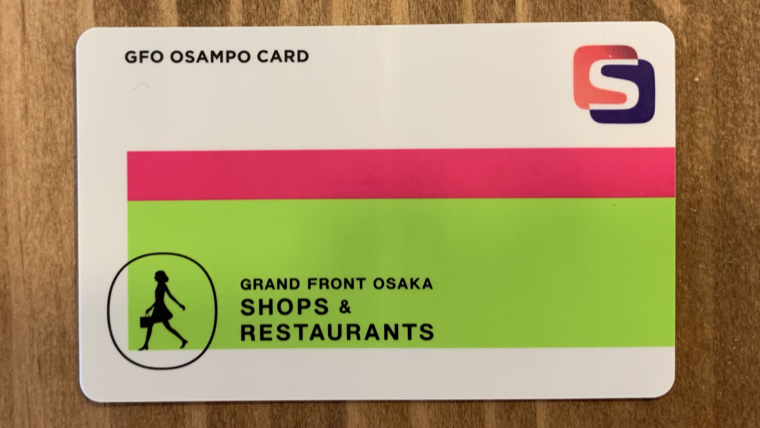 GFO OSAMPO CARD
S
GRAND FRONT OSAKA
SHOPS &
RESTAURANTS